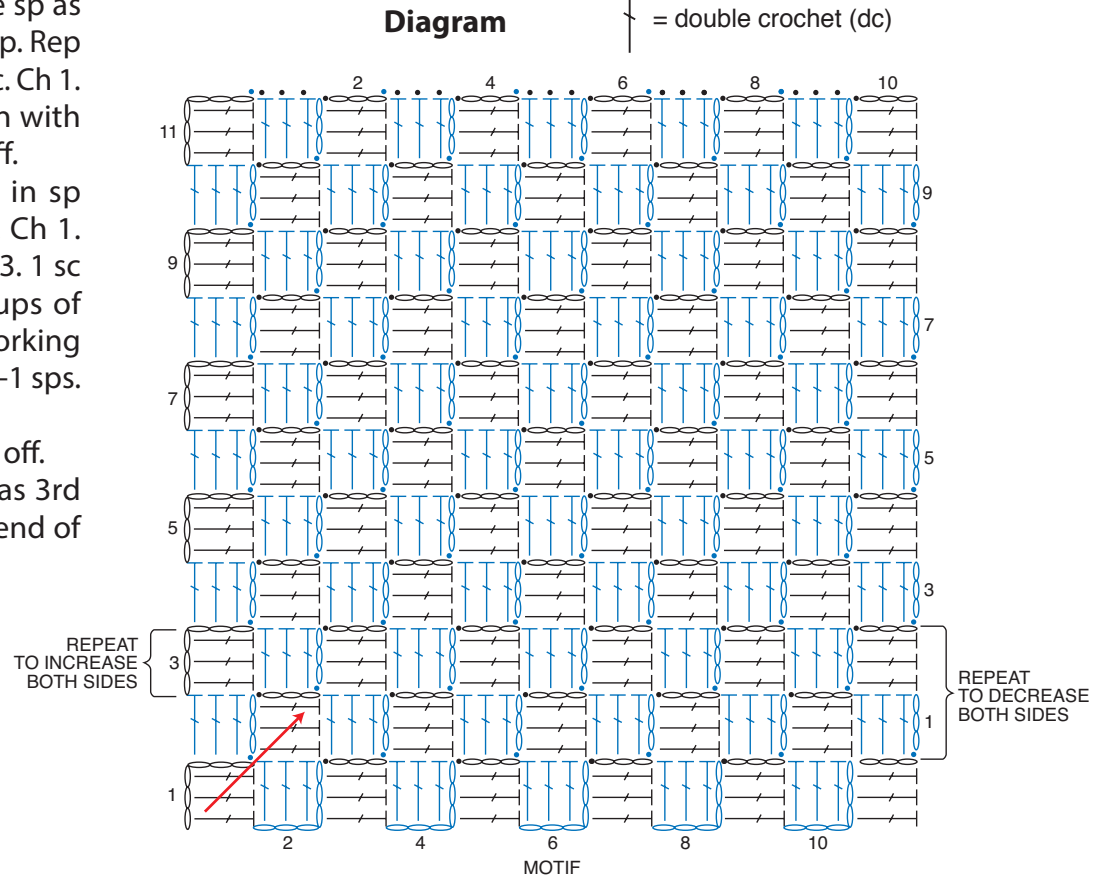 e sp as
p. Rep
c. Ch 1.
n with
ff.
in sp
Ch 1.
3. 1 sc
ups of
orking
-1 sps.
off.
as 3rd
end of
Diagram
= double crochet (dc)
2 4 6 8 10
11
9
9
7
7
5
5
3
3
1
1
REPEAT
TO INCREASE
BOTH SIDES
REPEAT
TO DECREASE
BOTH SIDES
2 4 6 8 10
MOTIF